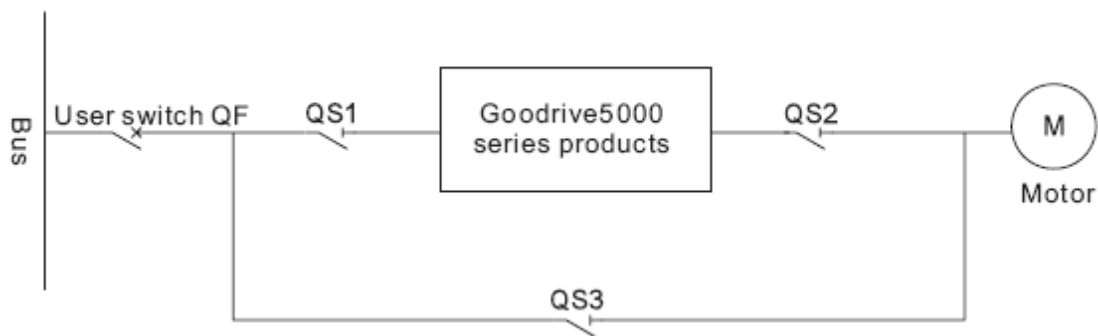 Bus
User switch QF
QS1
Goodrive5000
series products
QS2
M
Motor
QS3